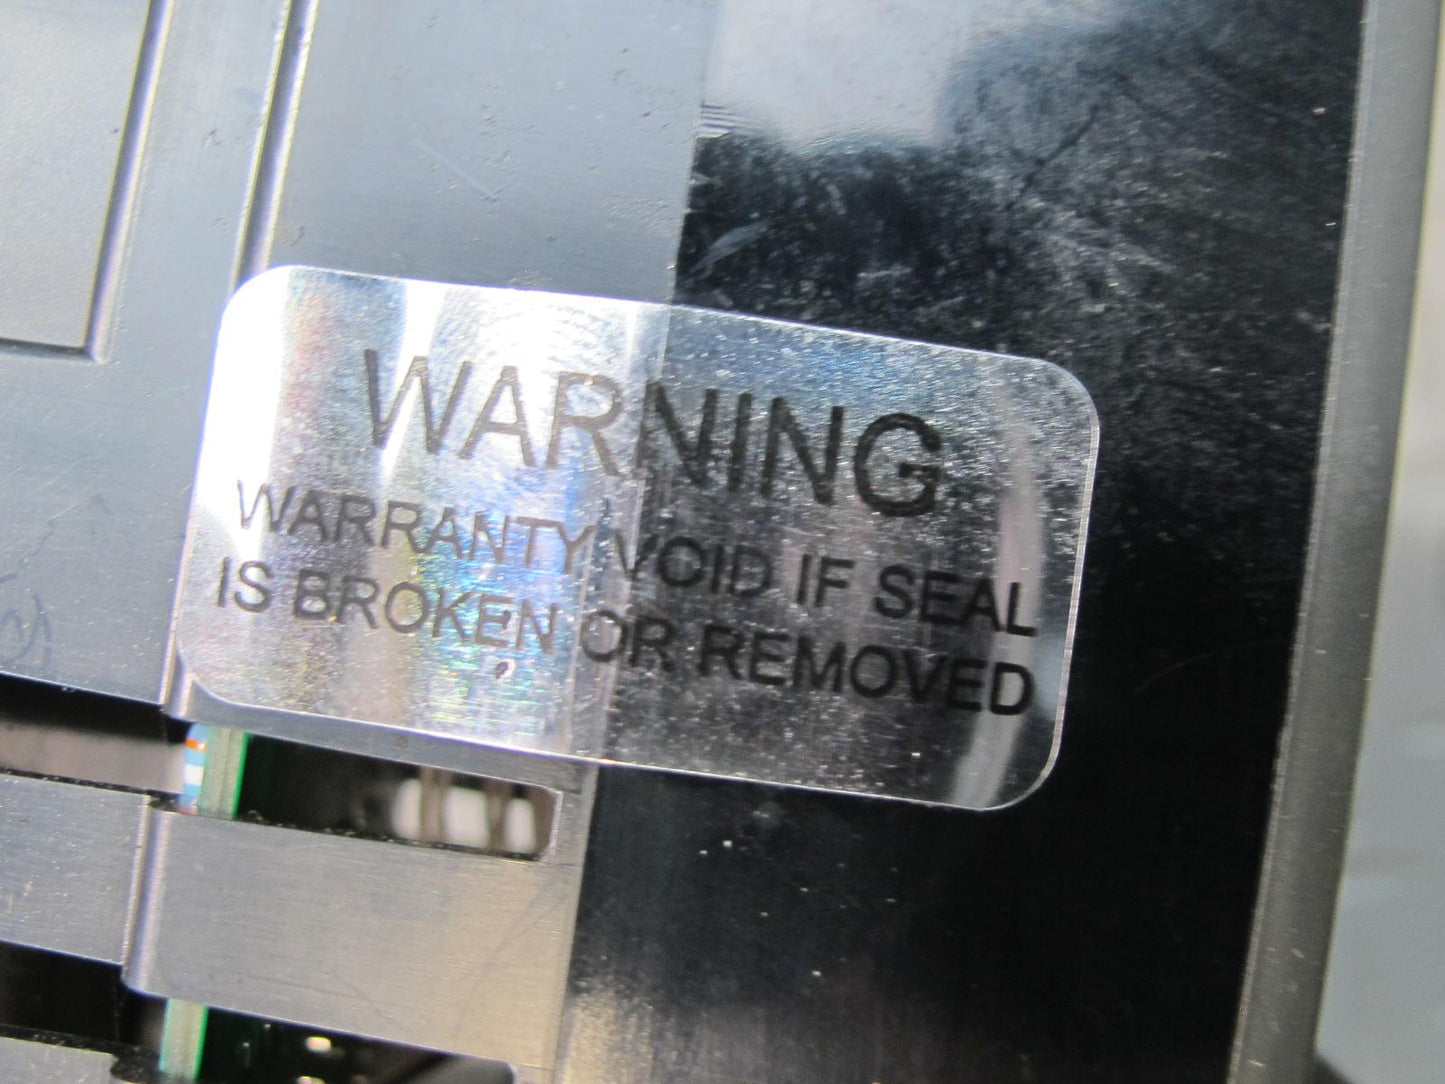 WARNING
WARRANTY VOID IF SEAL
IS BROKEN OR REMOVED